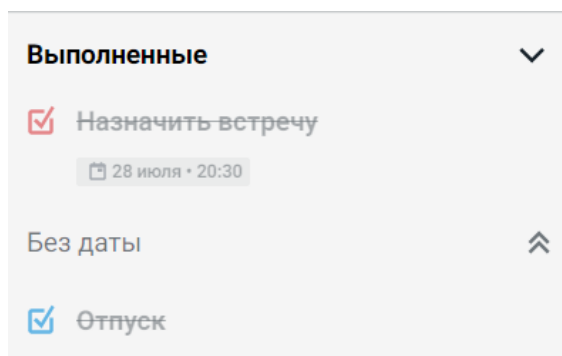 Выполненные
Назначить встречу
28 июля • 20:30
Без даты
Отпуск